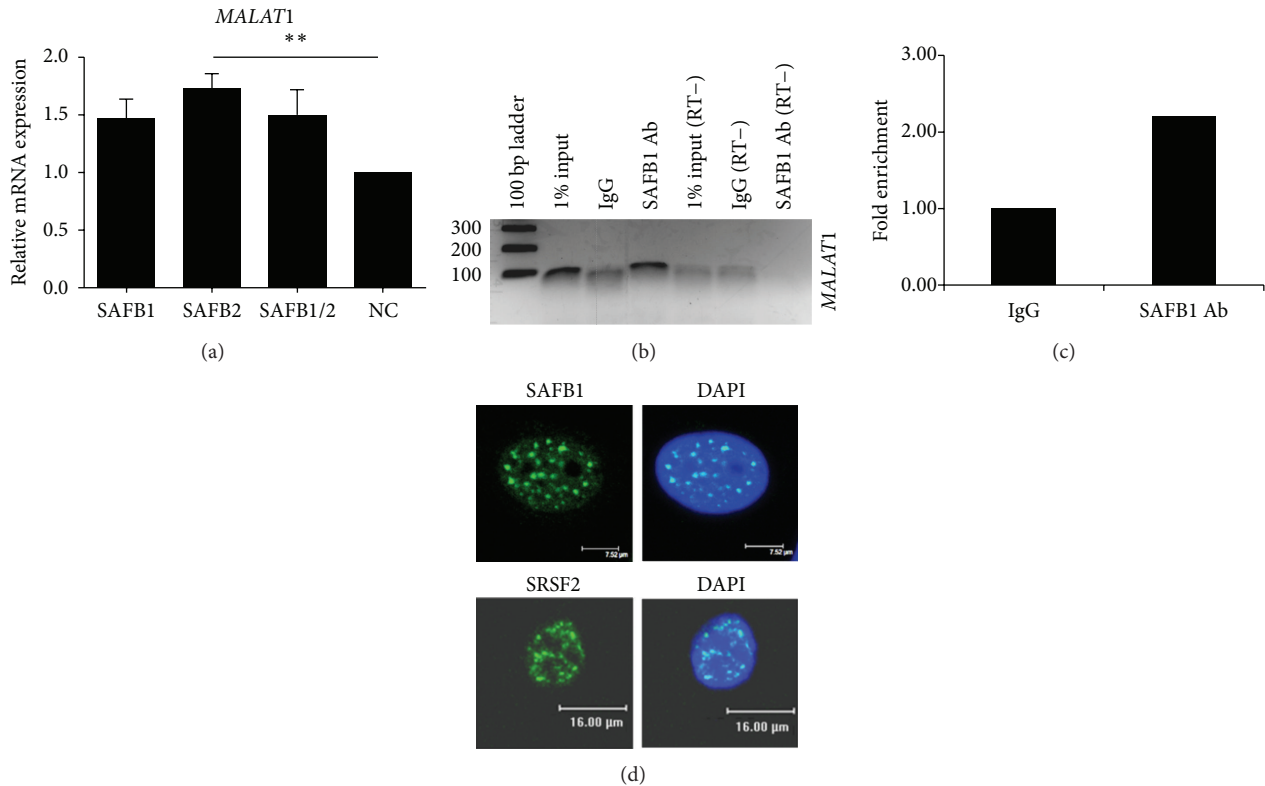 MALAT1
**
Relative mRNA expression
2.0
1.5
1.0
0.5
0.0
SAFB1 SAFB2 SAFB1/2 NC
(a)
100 bp ladder
1% input
IgG
SAFB1 Ab
1% input (RT−)
IgG (RT−)
SAFB1 Ab (RT−)
300
200
100
MALAT1
(b)
Fold enrichment
3.00
2.00
1.00
0.00
IgG SAFB1 Ab
(c)
SAFB1 DAPI
7.52 µm 7.52 µm
SRSF2 DAPI
16.00 µm 16.00 µm
(d)